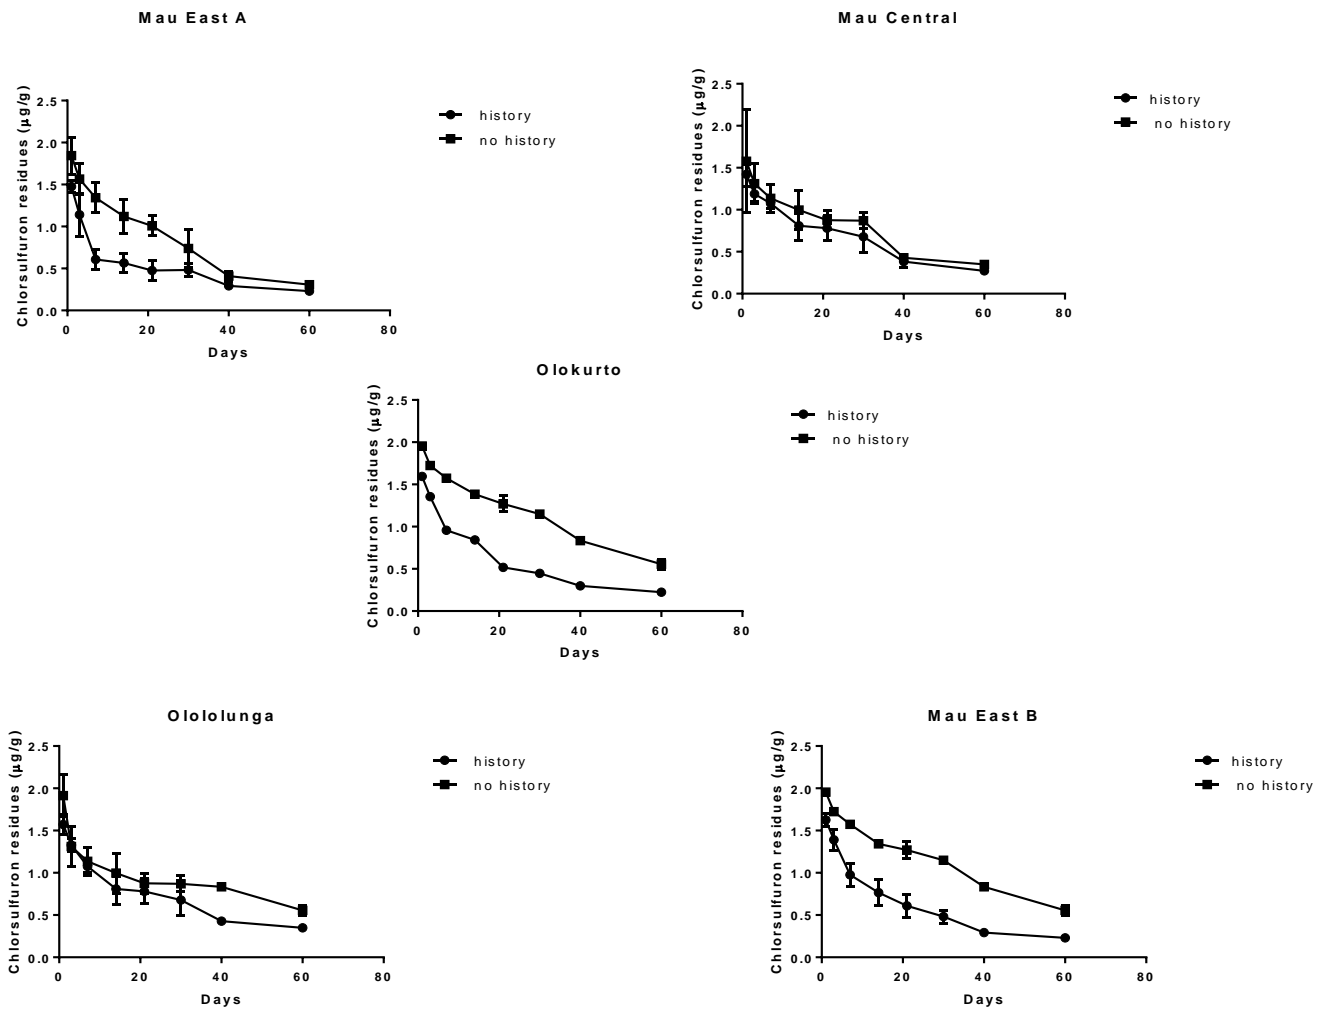 Mau East A
Chlorsulfuron residues (µg/g)
2.5
2.0
1.5
1.0
0.5
0.0
0 20 40 60 80
Days
history
no history
Mau Central
Chlorsulfuron residues (µg/g)
2.5
2.0
1.5
1.0
0.5
0.0
0 20 40 60 80
Days
history
no history
Olokurto
Chlorsulfuron residues (µg/g)
2.5
2.0
1.5
1.0
0.5
0.0
0 20 40 60 80
Days
history
no history
Olololunga
Chlorsulfuron residues (µg/g)
2.5
2.0
1.5
1.0
0.5
0.0
0 20 40 60 80
Days
history
no history
Mau East B
Chlorsulfuron residues (µg/g)
2.5
2.0
1.5
1.0
0.5
0.0
0 20 40 60 80
Days
history
no history